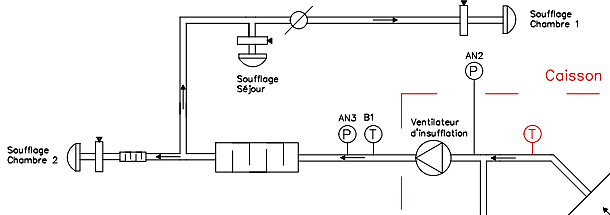 Soufflage
Chambre 1
AN2
P
Caisson
Soufflage
Séjour
AN3 B1
P T
Ventilateur
d'insufflation
T
Soufflage
Chambre 2